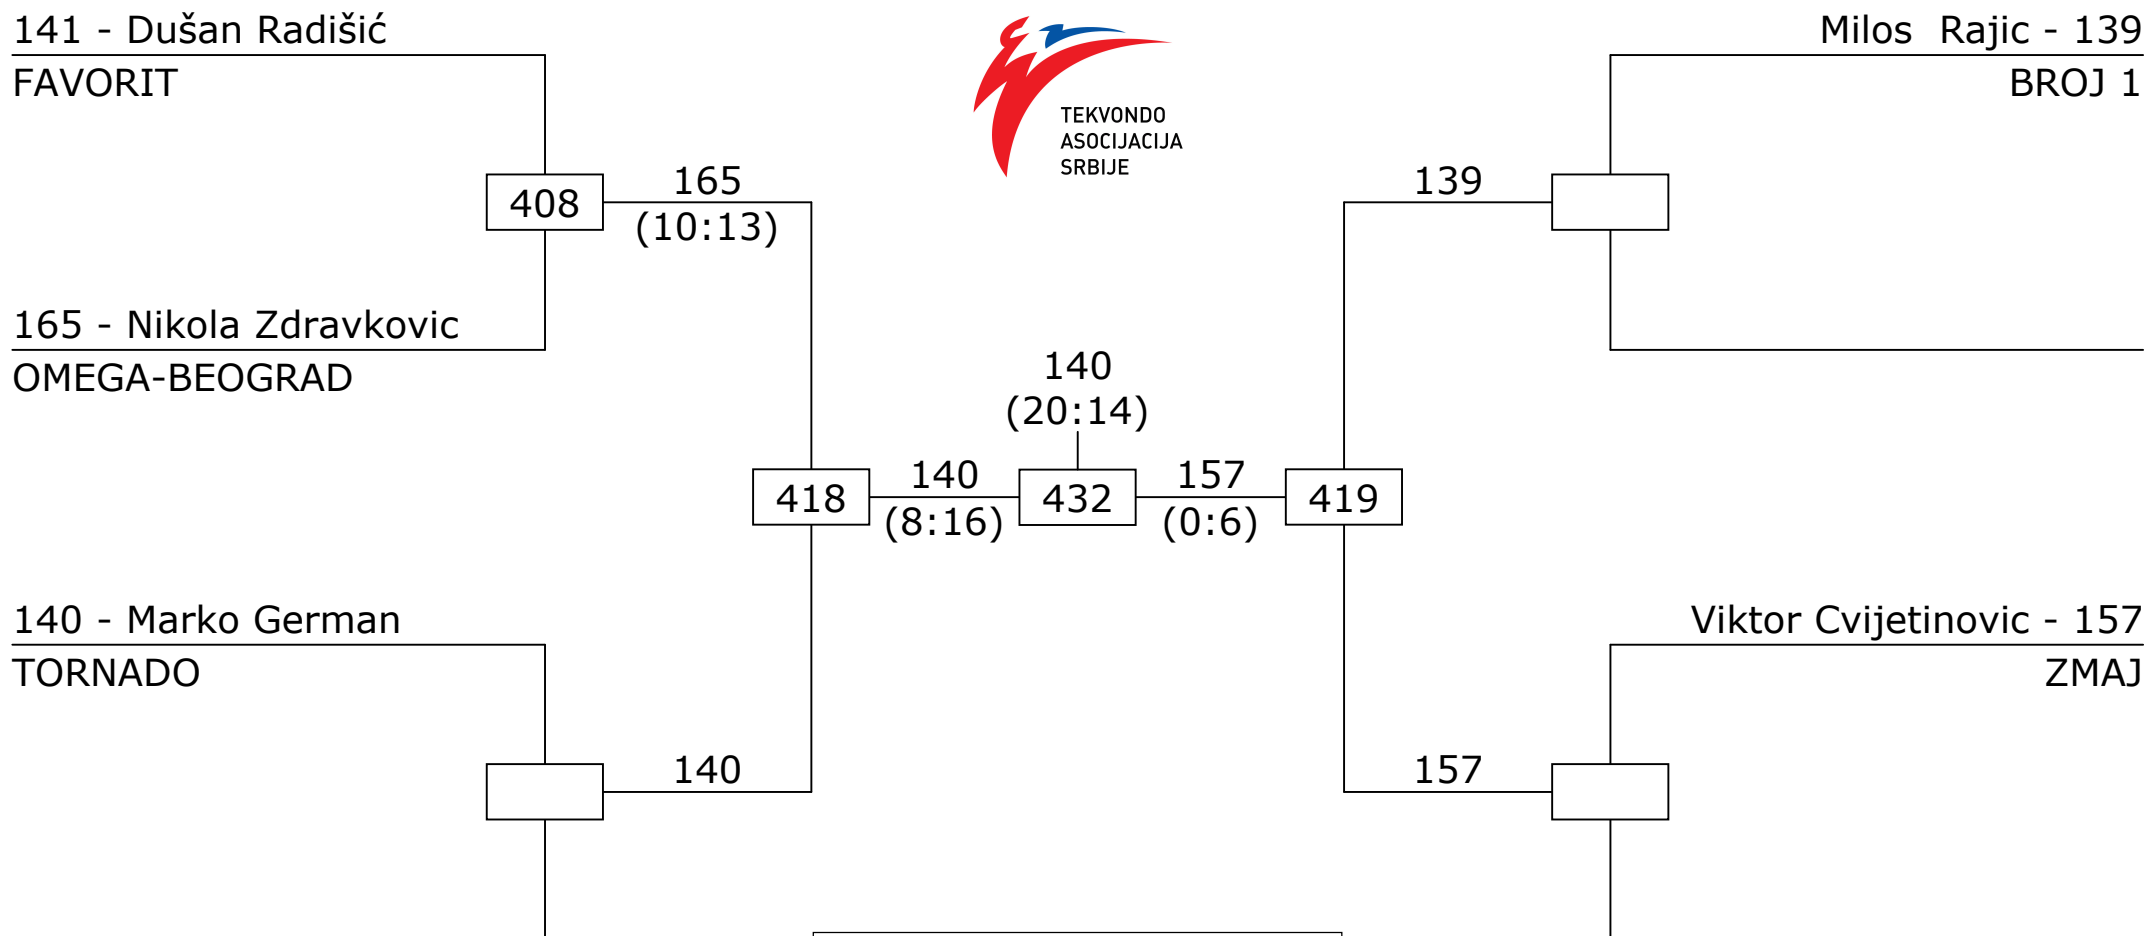 141 - Dušan Radišić
FAVORIT
165 - Nikola Zdravkovic
OMEGA-BEOGRAD
140 - Marko German
TORNADO
408
165
(10:13)
140
418
140
(8:16)
TEKVONDO
ASOCIJACIJA
SRBIJE
140
(20:14)
432
157
(0:6)
419
139
157
Milos  Rajic - 139
BROJ 1
Viktor Cvijetinovic - 157
ZMAJ